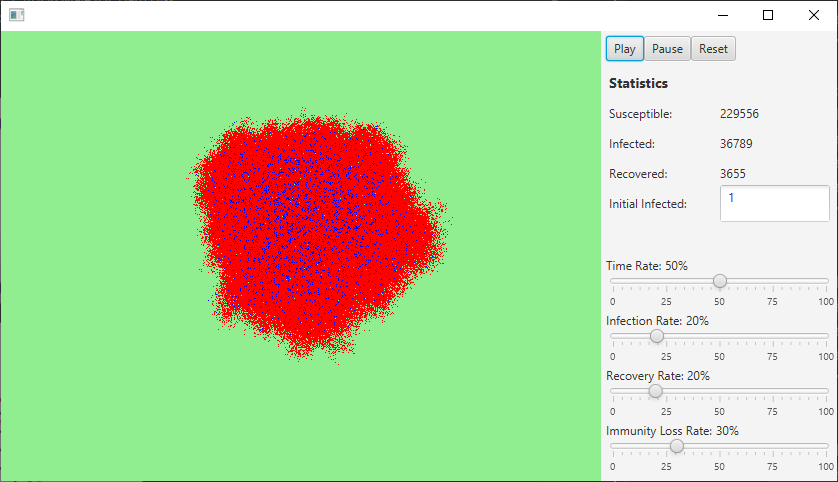 Play Pause Reset
Statistics
Susceptible: 229556
Infected: 36789
Recovered: 3655
Initial Infected: 1
Time Rate: 50%
0 25 50 75 100
Infection Rate: 20%
0 25 50 75 100
Recovery Rate: 20%
0 25 50 75 100
Immunity Loss Rate: 30%
0 25 50 75 100